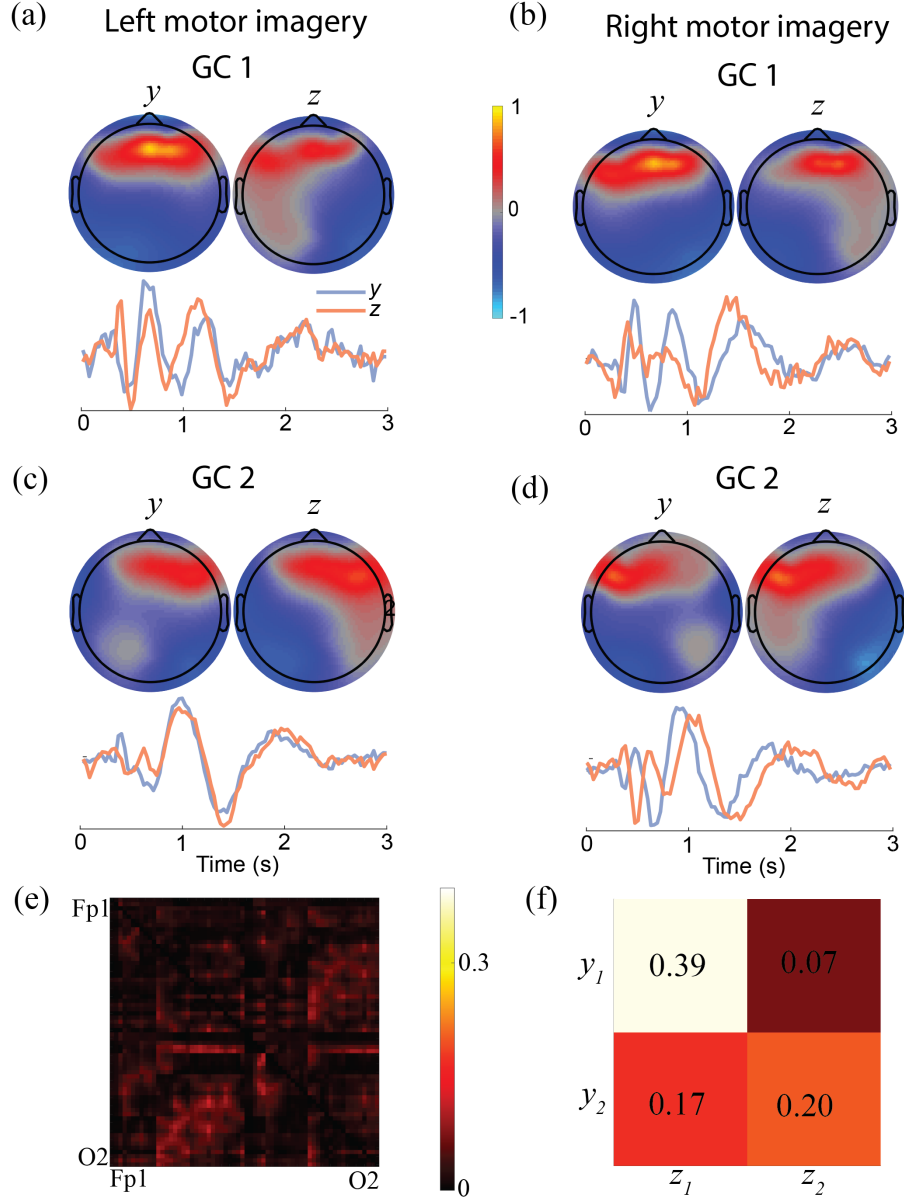 (a) Left motor imagery (b) Right motor imagery
GC 1 GC 1
y z y z
1
0
-1
y
z
0 1 2 3 0 1 2 3
(c) GC 2 (d) GC 2
y z y z
2
0 1 2 3 0 1 2 3
Time (s) Time (s)
(e) (f)
Fp1
0.3
O2
Fp1 O2
0
y1 0.39 0.07
y2 0.17 0.20
z1 z2